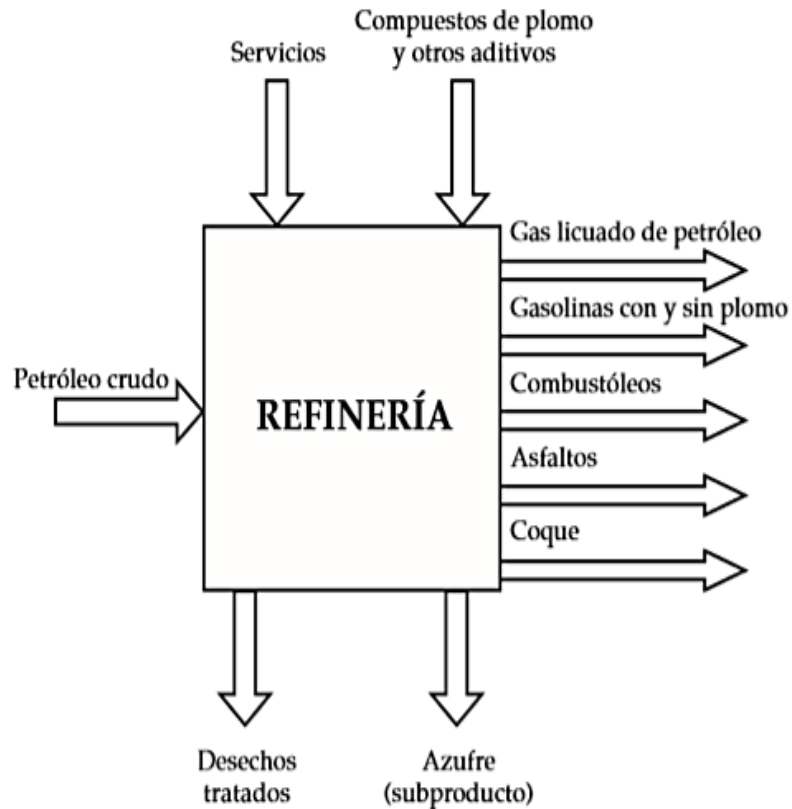 Compuestos de plomo
y otros aditivos
Servicios
Gas licuado de petróleo
Gasolinas con y sin plomo
Petróleo crudo
Combustóleos
REFINERÍA
Asfaltos
Coque
Desechos
tratados
Azufre
(subproducto)